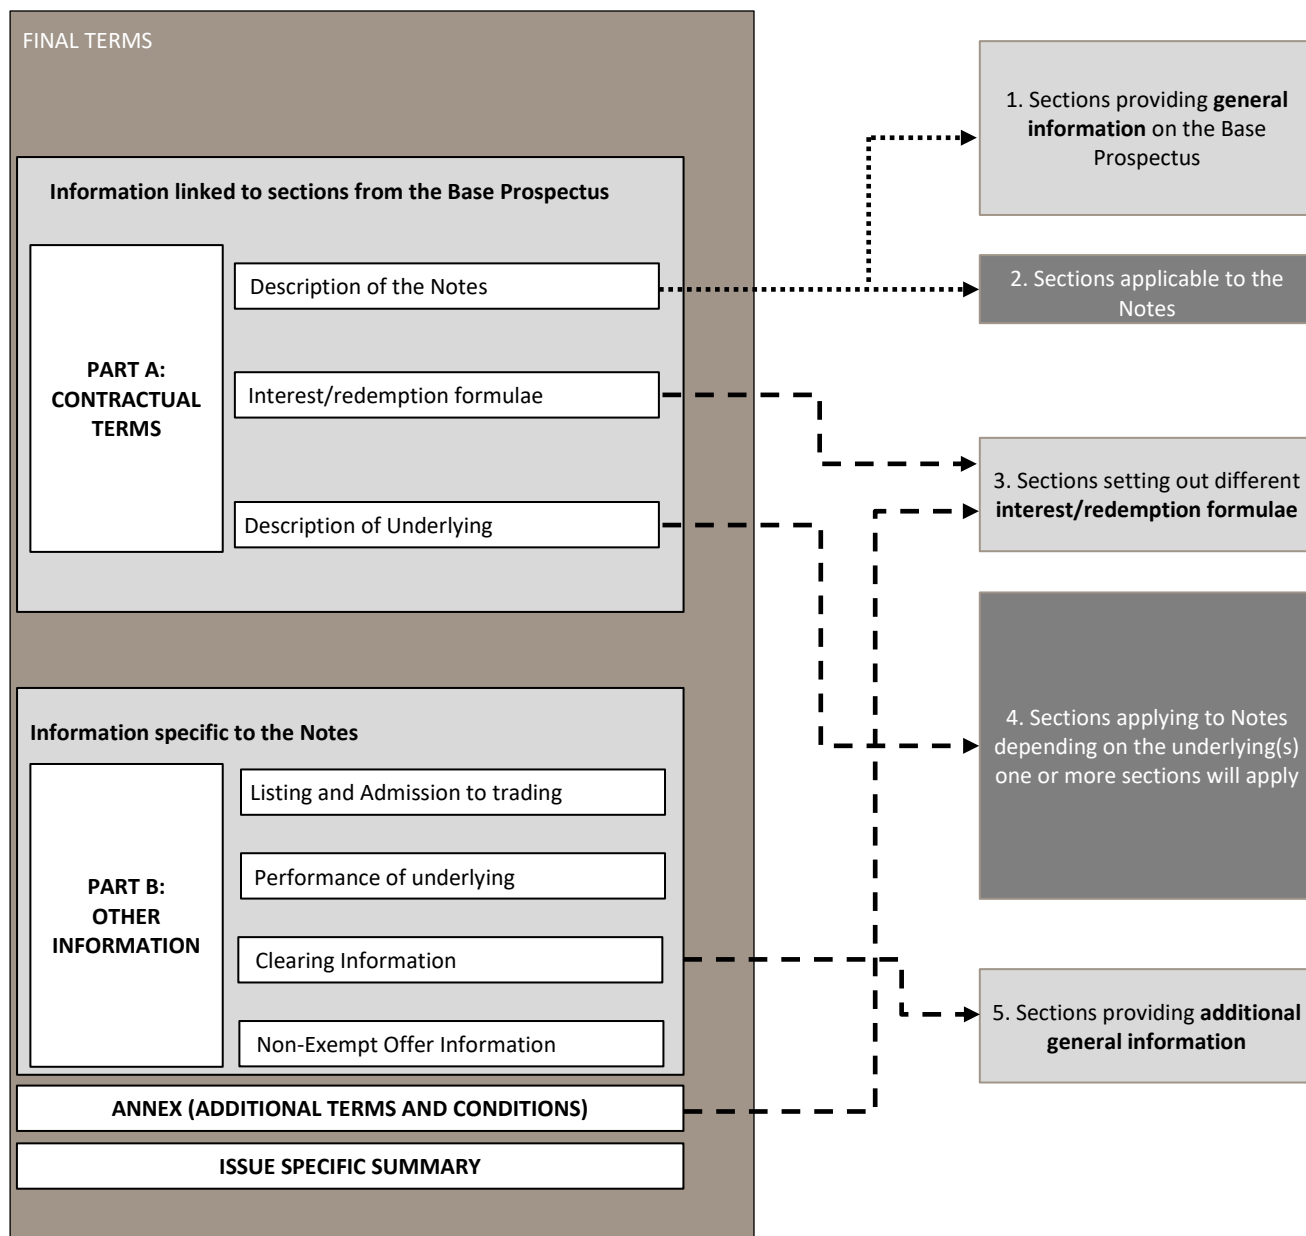 FINAL TERMS
Information linked to sections from the Base Prospectus
PART A:
CONTRACTUAL
TERMS
Description of the Notes
Interest/redemption formulae
Description of Underlying
Information specific to the Notes
PART B:
OTHER
INFORMATION
Listing and Admission to trading
Performance of underlying
Clearing Information
Non-Exempt Offer Information
ANNEX (ADDITIONAL TERMS AND CONDITIONS)
ISSUE SPECIFIC SUMMARY
1. Sections providing general
information on the Base
Prospectus
2. Sections applicable to the
Notes
3. Sections setting out different
interest/redemption formulae
4. Sections applying to Notes
depending on the underlying(s)
one or more sections will apply
5. Sections providing additional
general information